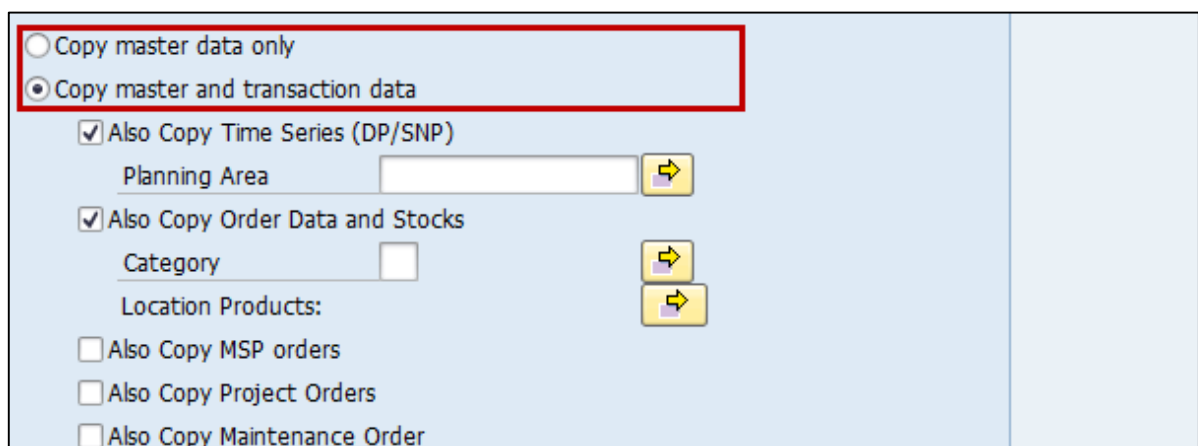 Copy master data only
Copy master and transaction data
Also Copy Time Series (DP/SNP)
Planning Area
Also Copy Order Data and Stocks
Category
Location Products:
Also Copy MSP orders
Also Copy Project Orders
Also Copy Maintenance Order